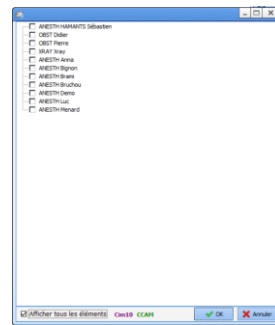 ANESTH HAMANTS Sébastien
OBST Didier
OBST Pierre
XRAY Xray
ANESTH Anna
ANESTH Bignon
ANESTH Brami
ANESTH Bruchou
ANESTH Demo
ANESTH Luc
ANESTH Menard
Afficher tous les éléments Cim10 CCAM OK Annuler